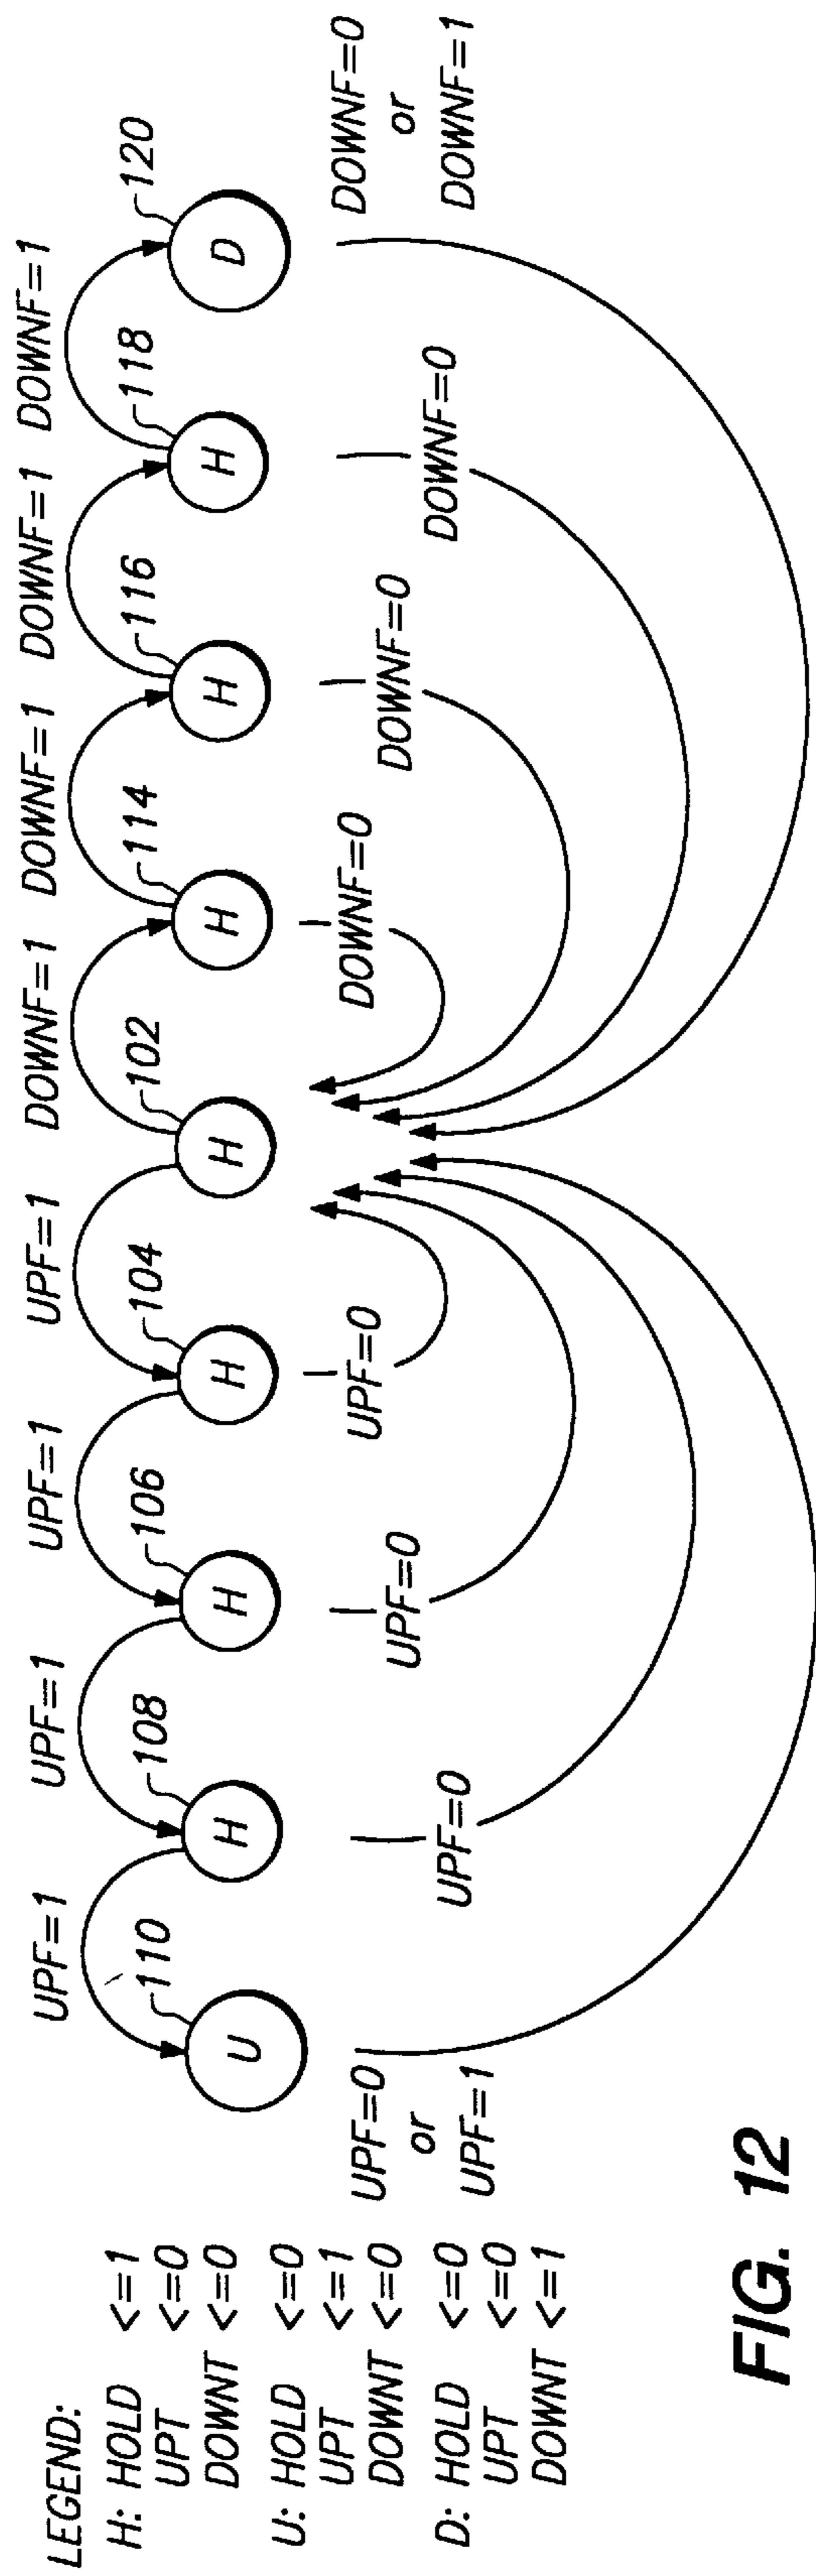 LEGEND:
H: HOLD <=1
UPT <=0
DOWNT <=0
U: HOLD <=0
UPT <=1
DOWNT <=0
D: HOLD <=0
UPT <=0
DOWNT <=1
UPF=1 UPF=1 UPF=1 UPF=1 DOWNF=1 DOWNF=1 DOWNF=1 DOWNF=1
110 108 106 104 102 114 116 118 120
U H H H H H H H D
UPF=0
or
UPF=1
UPF=0
UPF=0
UPF=0
DOWNF=0
DOWNF=0
DOWNF=0
DOWNF=0
or
DOWNF=1
FIG. 12